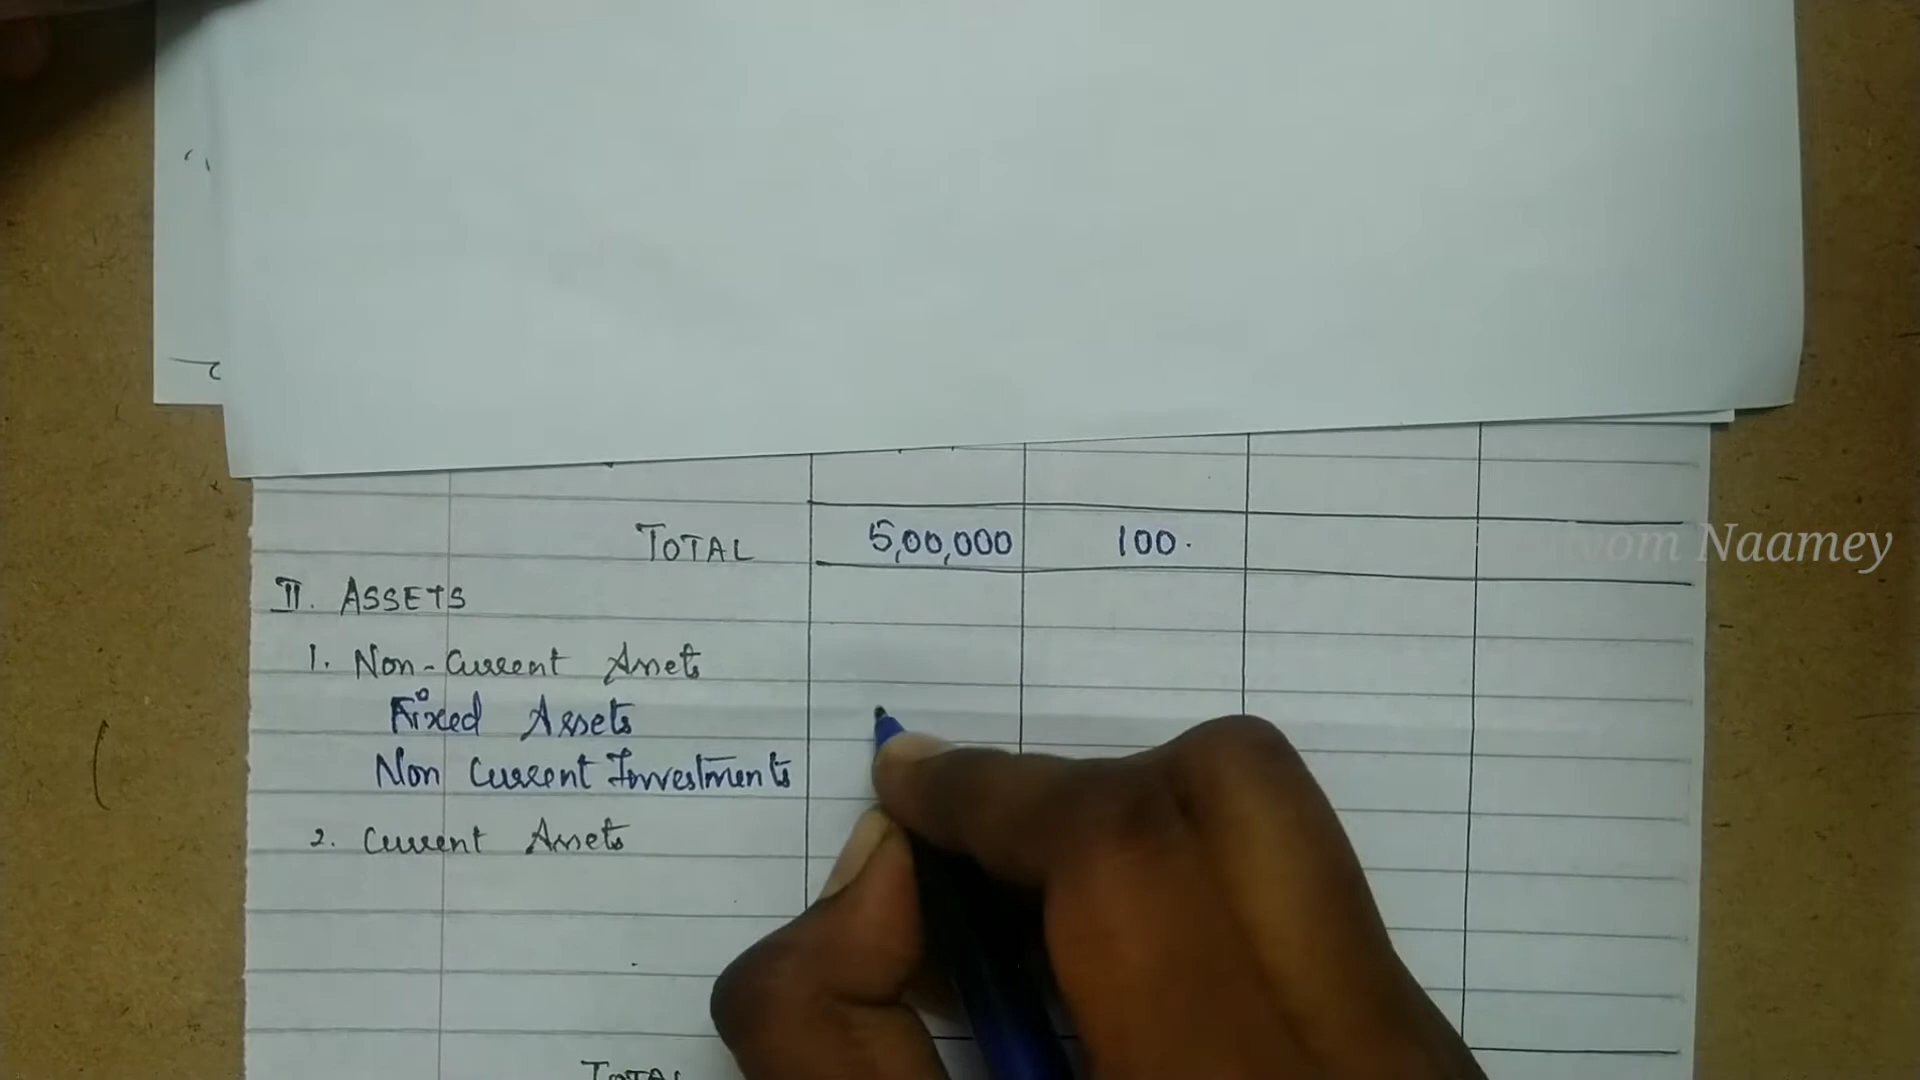 TOTAL 5,00,000 100.
Naamey
II. ASSETS
1. Non-Current Assets
Fixed Assets
Non Current Investments
2. Current Assets
TOTAL